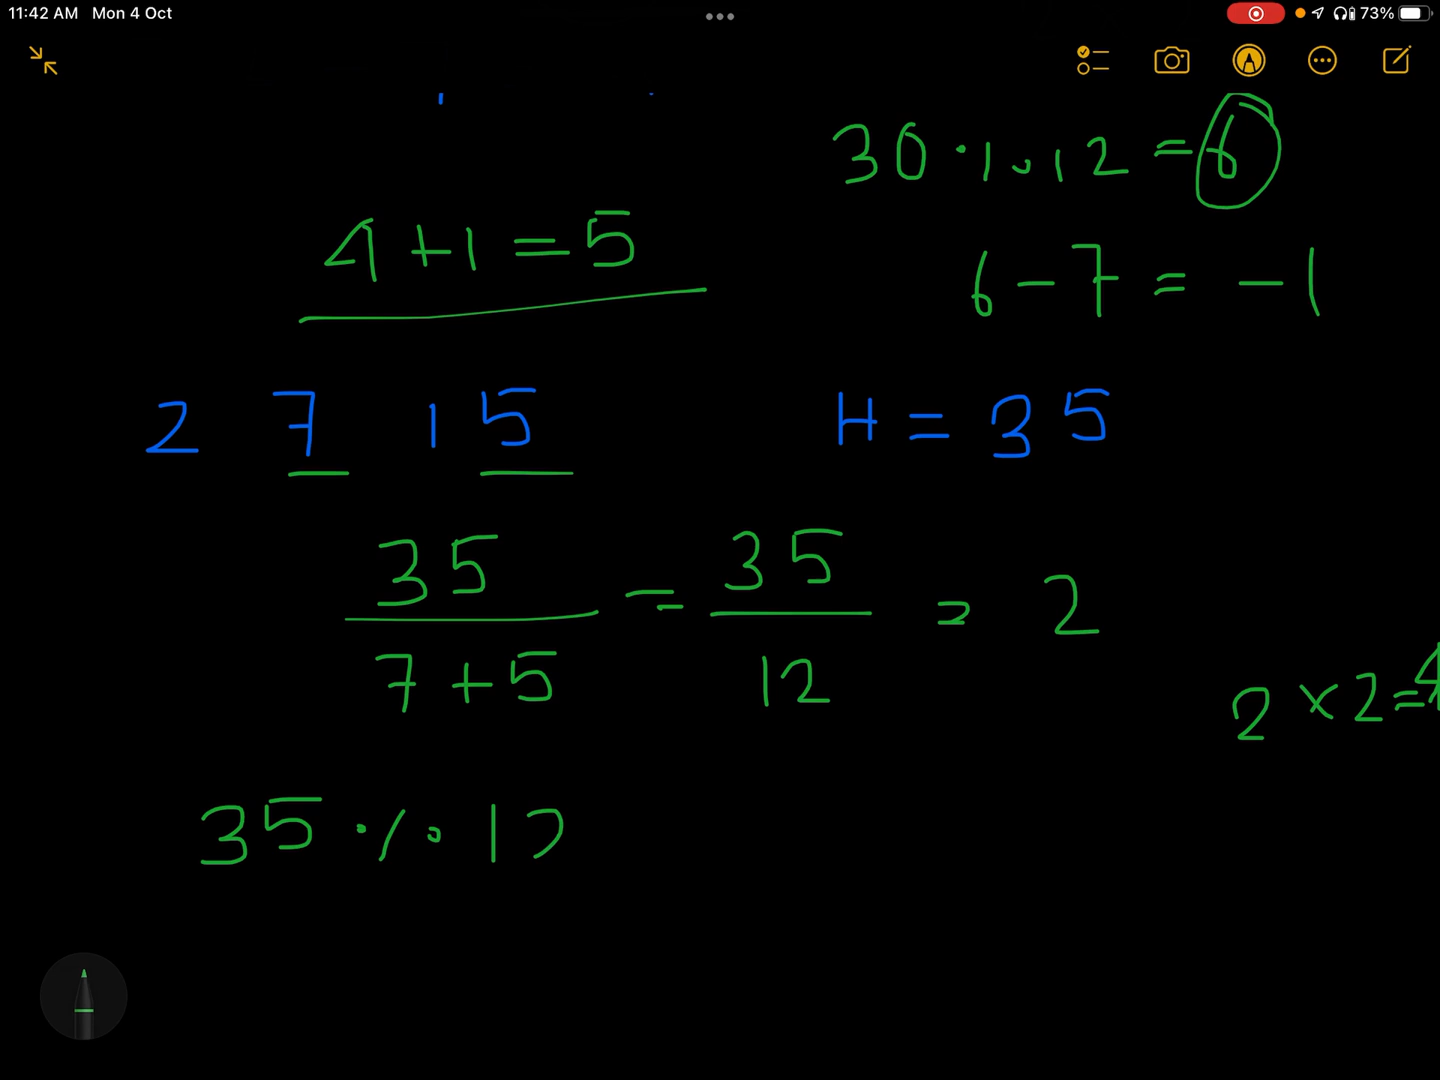 11:42 AM Mon 4 Oct
73%
30 % 12 = 6
4 + 1 = 5
6 - 7 = - 1
2 7 1 5
H = 35
35
7 + 5
=
35
12
= 2
2 × 2 = 4
35 % 12